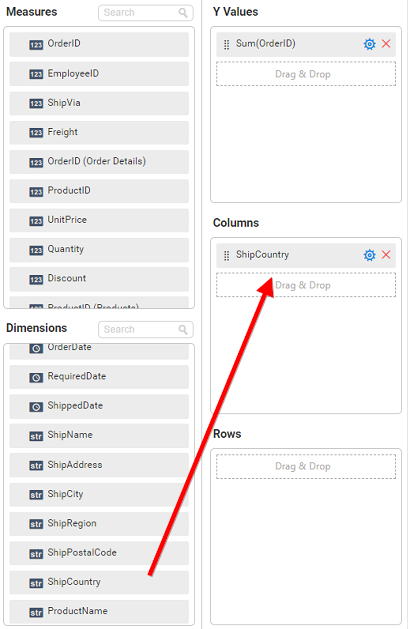 Measures
Search
123 OrderID
123 EmployeeID
123 ShipVia
123 Freight
123 OrderID (Order Details)
123 ProductID
123 UnitPrice
123 Quantity
123 Discount
123 ProductID (Products)
Dimensions
Search
OrderDate
RequiredDate
ShippedDate
str ShipName
str ShipAddress
str ShipCity
str ShipRegion
str ShipPostalCode
str ShipCountry
str ProductName
Y Values
Sum(OrderID)
Drag & Drop
Columns
ShipCountry
Drag & Drop
Rows
Drag & Drop